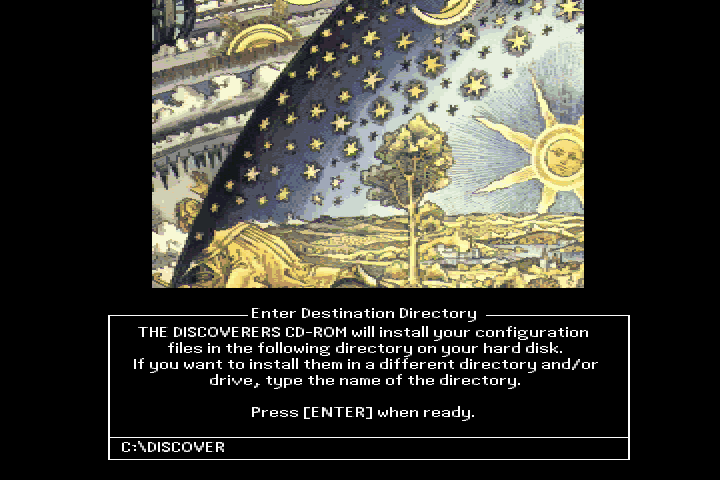 Enter Destination Directory
THE DISCOVERERS CD-ROM will install your configuration
files in the following directory on your hard disk.
If you want to install them in a different directory and/or
drive, type the name of the directory.
Press [ENTER] when ready.
C:\DISCOVER